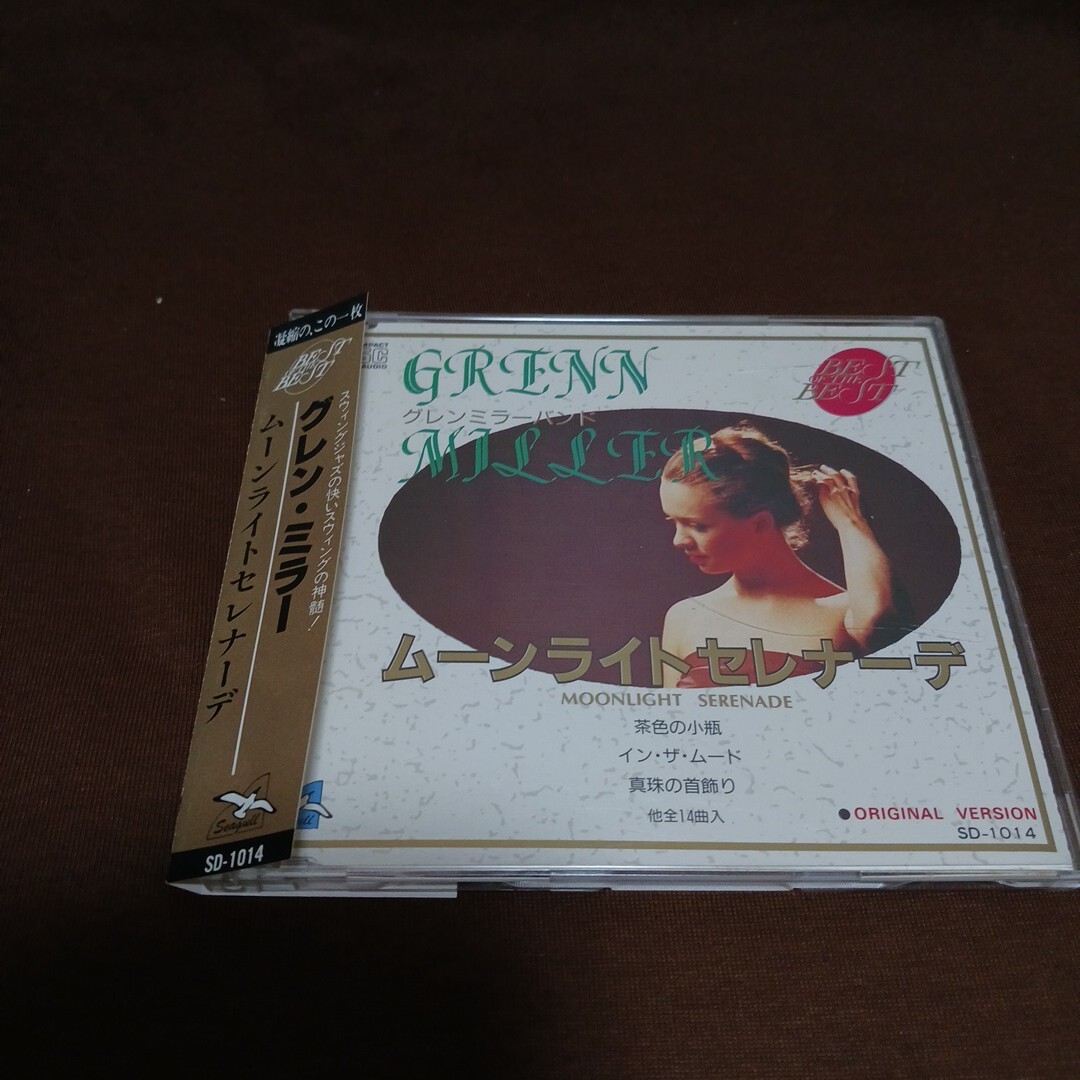 凝縮の、この一枚
BEST
OF THE
BEST
スウィングジャズの快いスウィングの神髄!
グレン・ミラー
ムーンライトセレナーデ
Seagull
SD-1014
GRENN
グレンミラーバンド
MILLER
BEST
OF THE
BEST
ムーンライトセレナーデ
MOONLIGHT SERENADE
茶色の小瓶
イン・ザ・ムード
真珠の首飾り
他全14曲入
●ORIGINAL VERSION
SD-1014